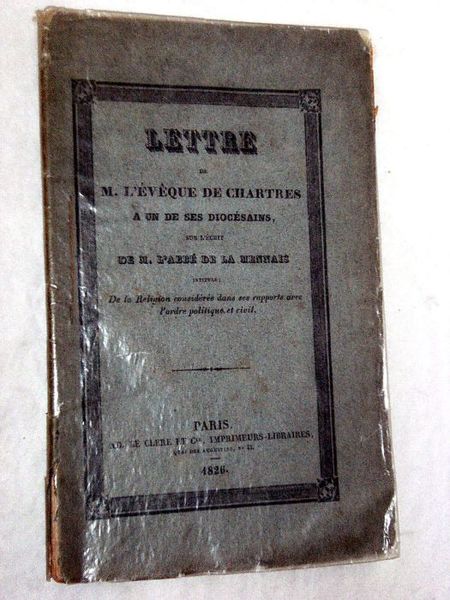 LETTRE
DE
M. L'ÉVÊQUE DE CHARTRES
A UN DE SES DIOCÉSAINS,
SUR L'ÉCRIT
DE M. L'ABBÉ DE LA MENNAIS
INTITULÉ :
De la Religion considérée dans ses rapports avec
l'ordre politique et civil.
PARIS,
AD. LE CLERE ET Cie, IMPRIMEURS-LIBRAIRES,
QUAI DES AUGUSTINS, No 35.
1826.